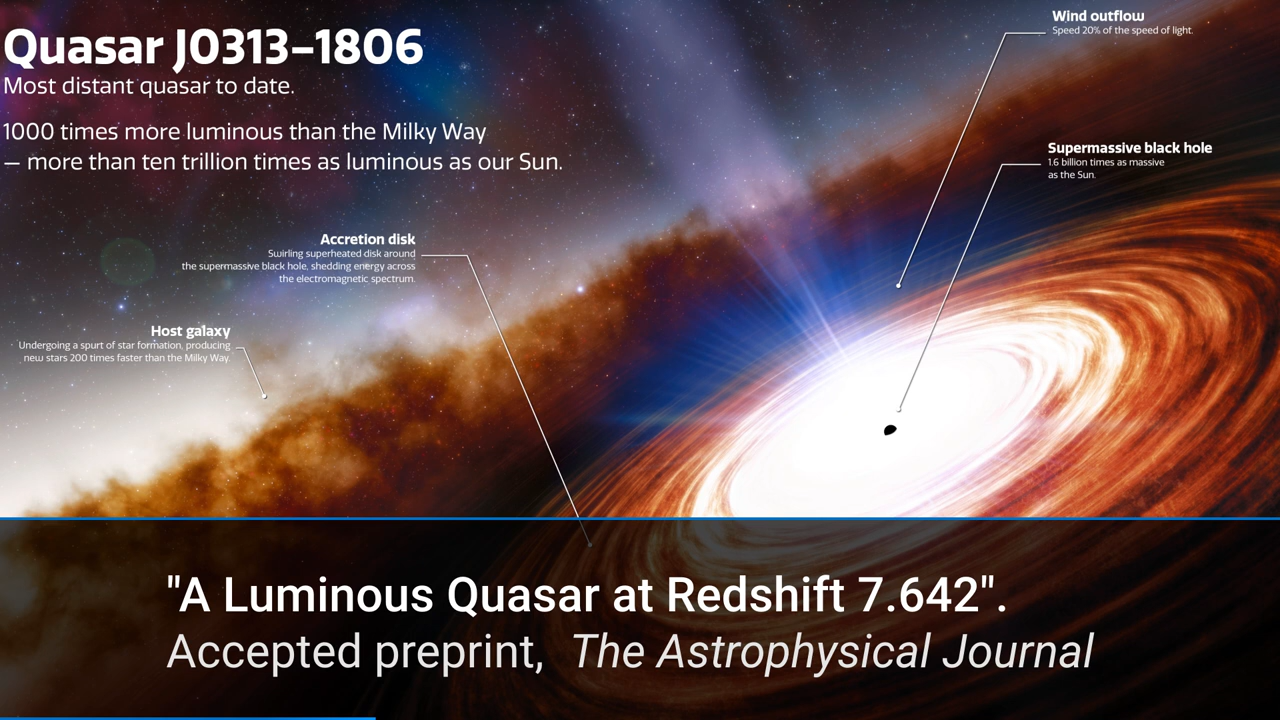 Quasar J0313–1806
Most distant quasar to date.
1000 times more luminous than the Milky Way
– more than ten trillion times as luminous as our Sun.
Wind outflow
Speed 20% of the speed of light.
Supermassive black hole
1.6 billion times as massive
as the Sun.
Accretion disk
Swirling superheated disk around
the supermassive black hole, shedding energy across
the electromagnetic spectrum.
Host galaxy
Undergoing a spurt of star formation, producing
new stars 200 times faster than the Milky Way.
"A Luminous Quasar at Redshift 7.642".
Accepted preprint, The Astrophysical Journal